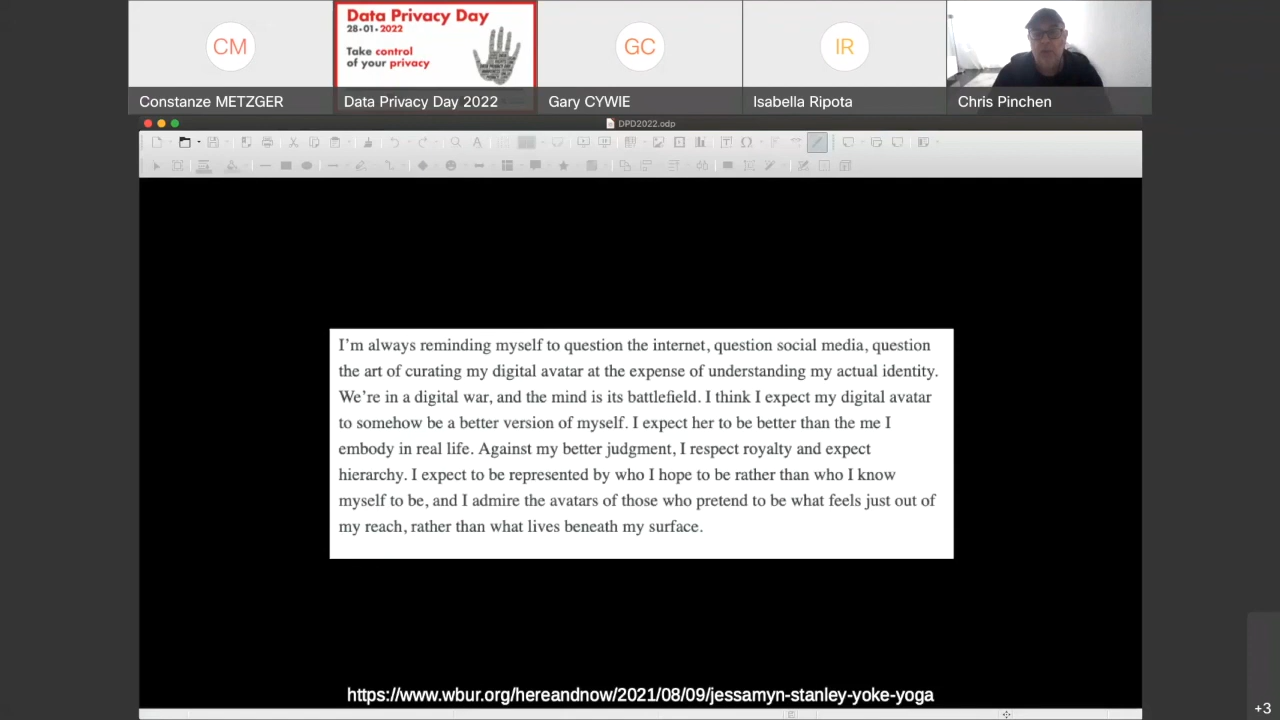 CM
Data Privacy Day
28•01•2022
Take control
of your privacy
GC
IR
Constanze METZGER
Data Privacy Day 2022
Gary CYWIE
Isabella Ripota
Chris Pinchen
DPD2022.odp
I'm always reminding myself to question the internet, question social media, question
the art of curating my digital avatar at the expense of understanding my actual identity.
We're in a digital war, and the mind is its battlefield. I think I expect my digital avatar
to somehow be a better version of myself. I expect her to be better than the me I
embody in real life. Against my better judgment, I respect royalty and expect
hierarchy. I expect to be represented by who I hope to be rather than who I know
myself to be, and I admire the avatars of those who pretend to be what feels just out of
my reach, rather than what lives beneath my surface.
https://www.wbur.org/hereandnow/2021/08/09/jessamyn-stanley-yoke-yoga
+3